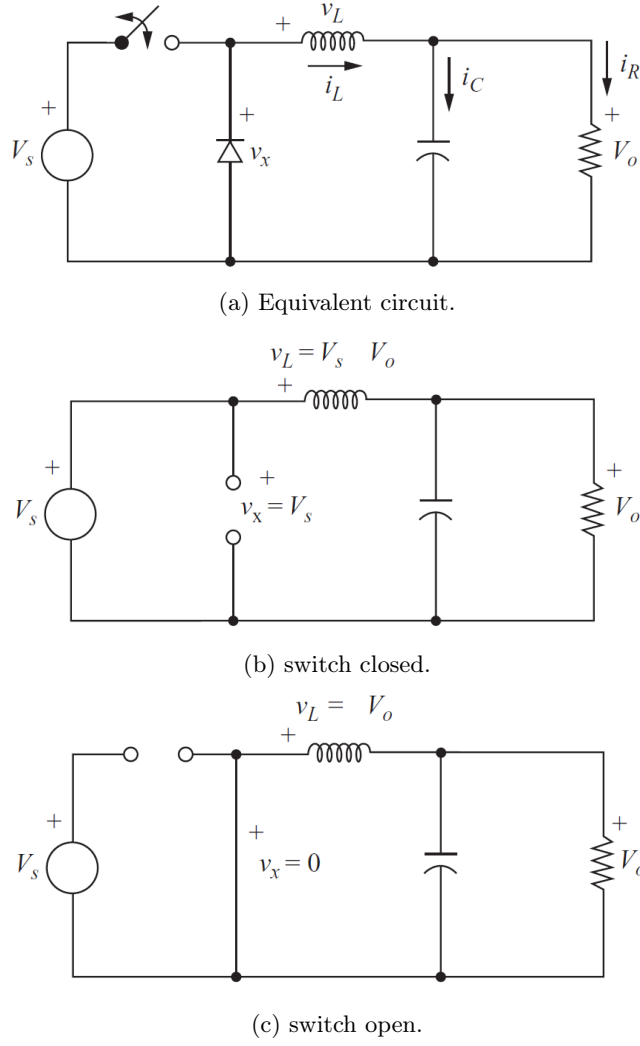 + v_L
i_L
i_C
i_R
+
V_s
+
v_x
+
V_o
(a) Equivalent circuit.
v_L = V_s V_o
+
+
V_s
+
v_x = V_s
+
V_o
(b) switch closed.
v_L = V_o
+
+
V_s
+
v_x = 0
+
V_o
(c) switch open.